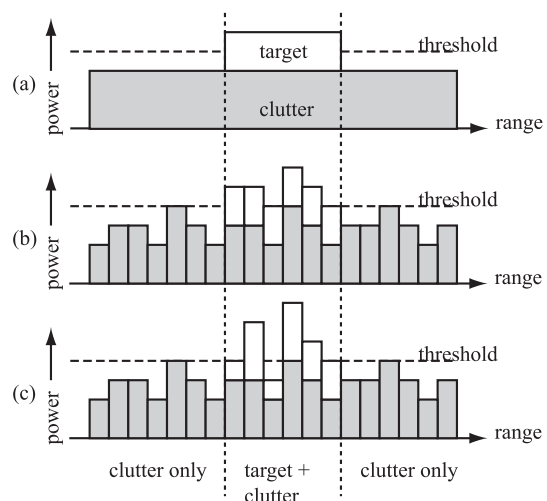 target
threshold
(a)
power
clutter
range
threshold
(b)
power
range
threshold
(c)
power
range
clutter only
target +
clutter
clutter only